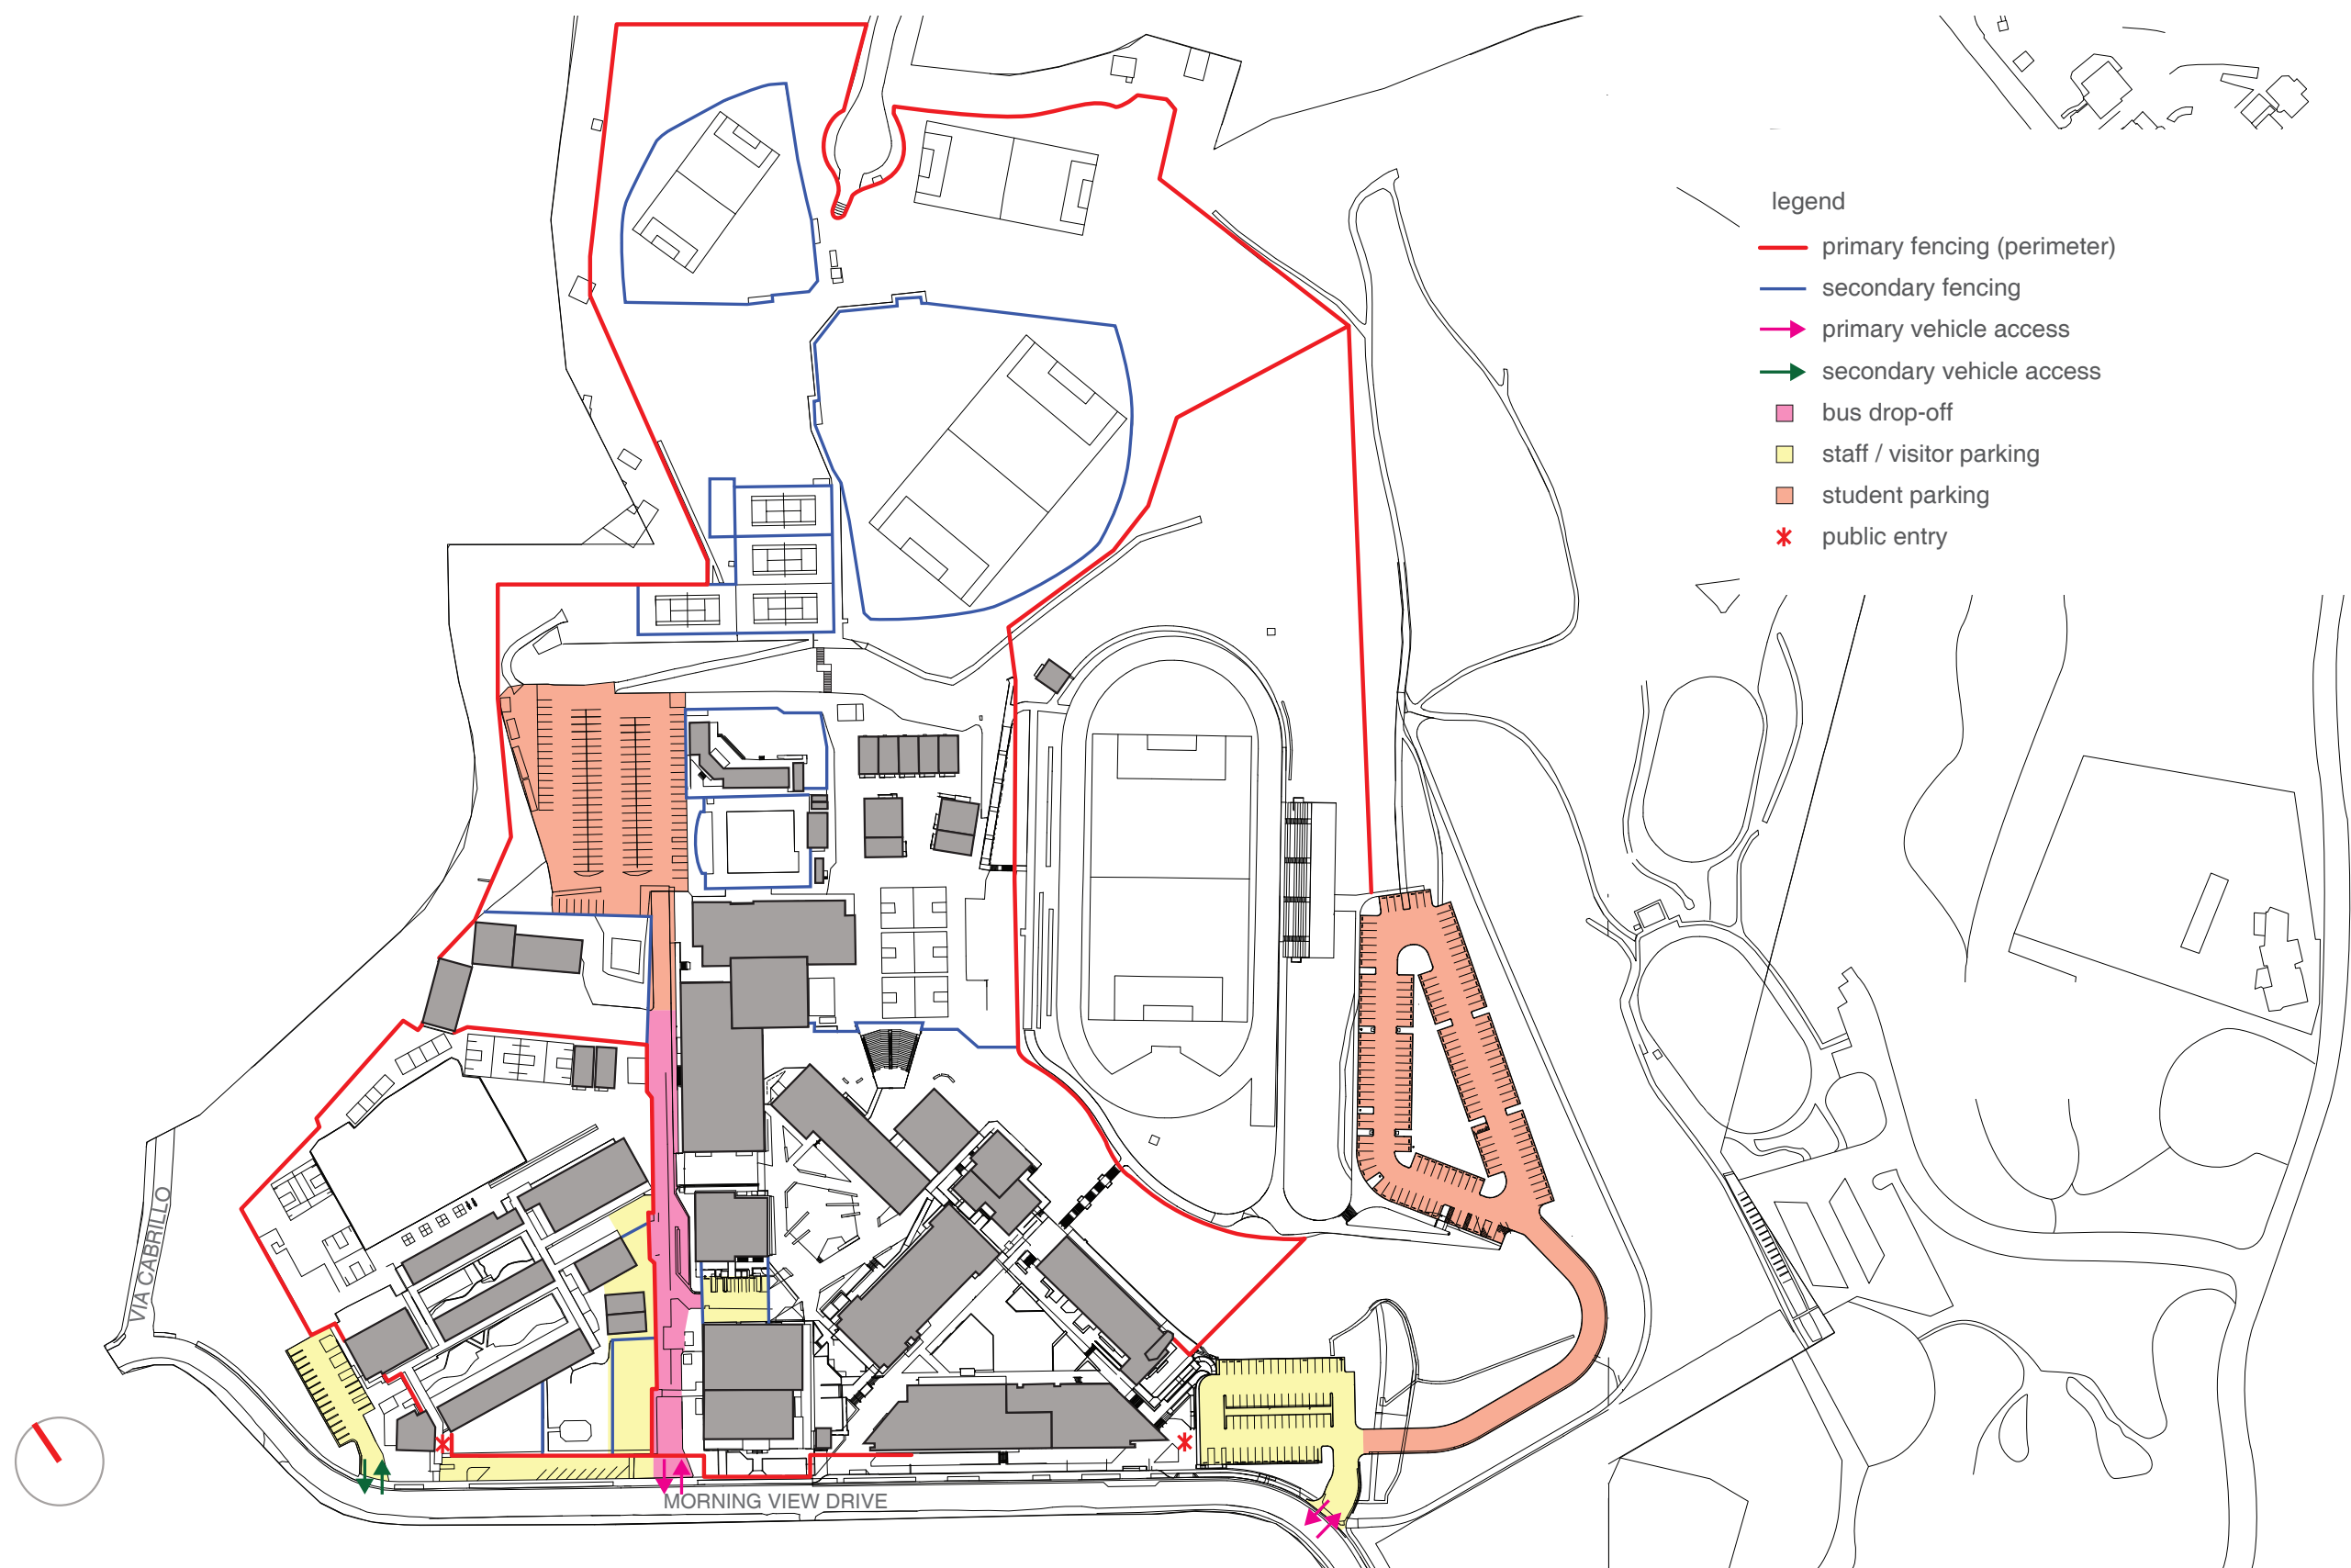 legend
primary fencing (perimeter)
secondary fencing
primary vehicle access
secondary vehicle access
bus drop-off
staff / visitor parking
student parking
public entry
VIA CABRILLO
MORNING VIEW DRIVE